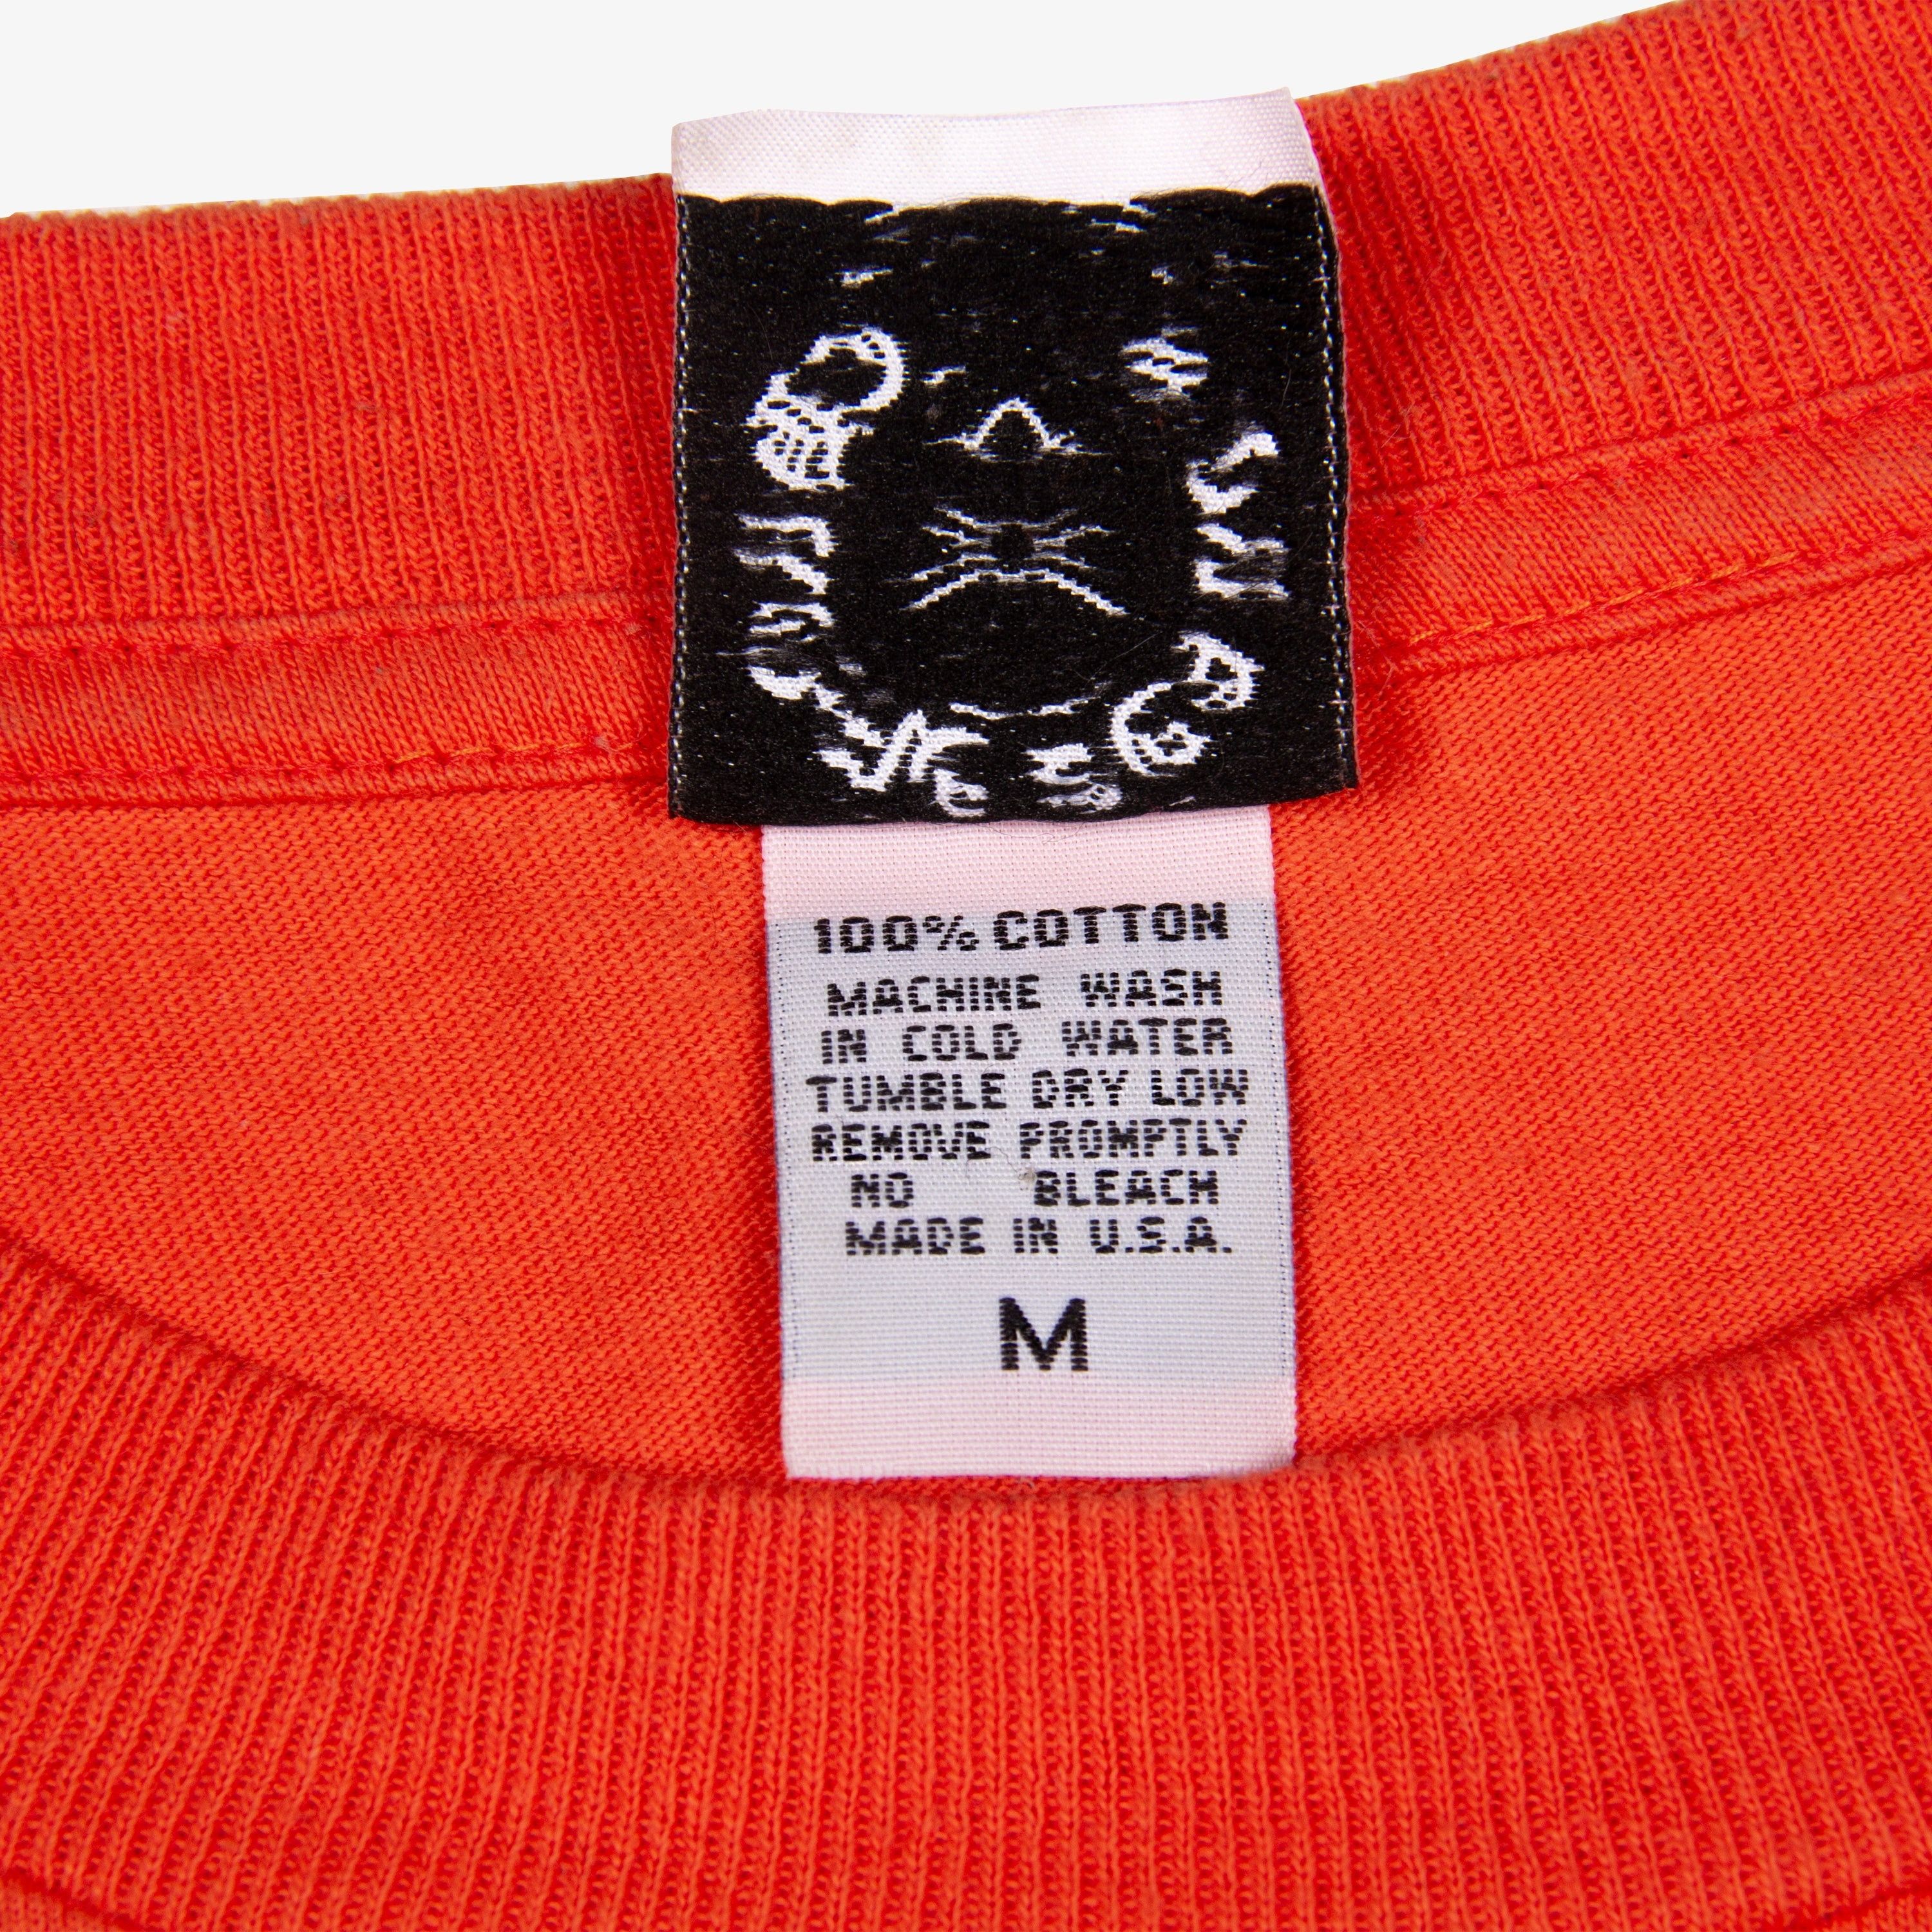 100% COTTON
MACHINE WASH
IN COLD WATER
TUMBLE DRY LOW
REMOVE PROMPTLY
NO BLEACH
MADE IN U.S.A.
M